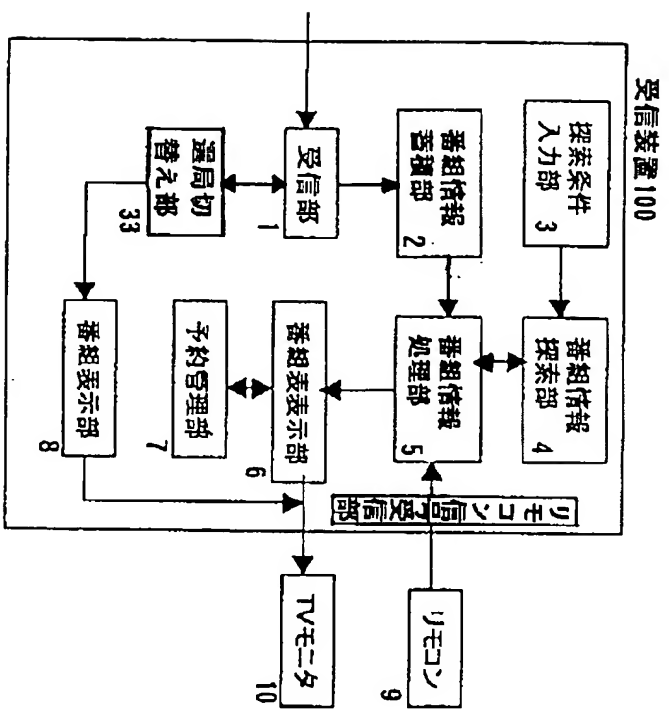 受信装置100
探索条件
入力部
3
番組情報
探索部
4
番組情報
蓄積部
2
番組情報
処理部
5
受信部
1
番組表表示部
6
選局切
替え部
33
予約管理部
7
番組表示部
8
リモコン信号受信部
リモコン
9
TVモニタ
10